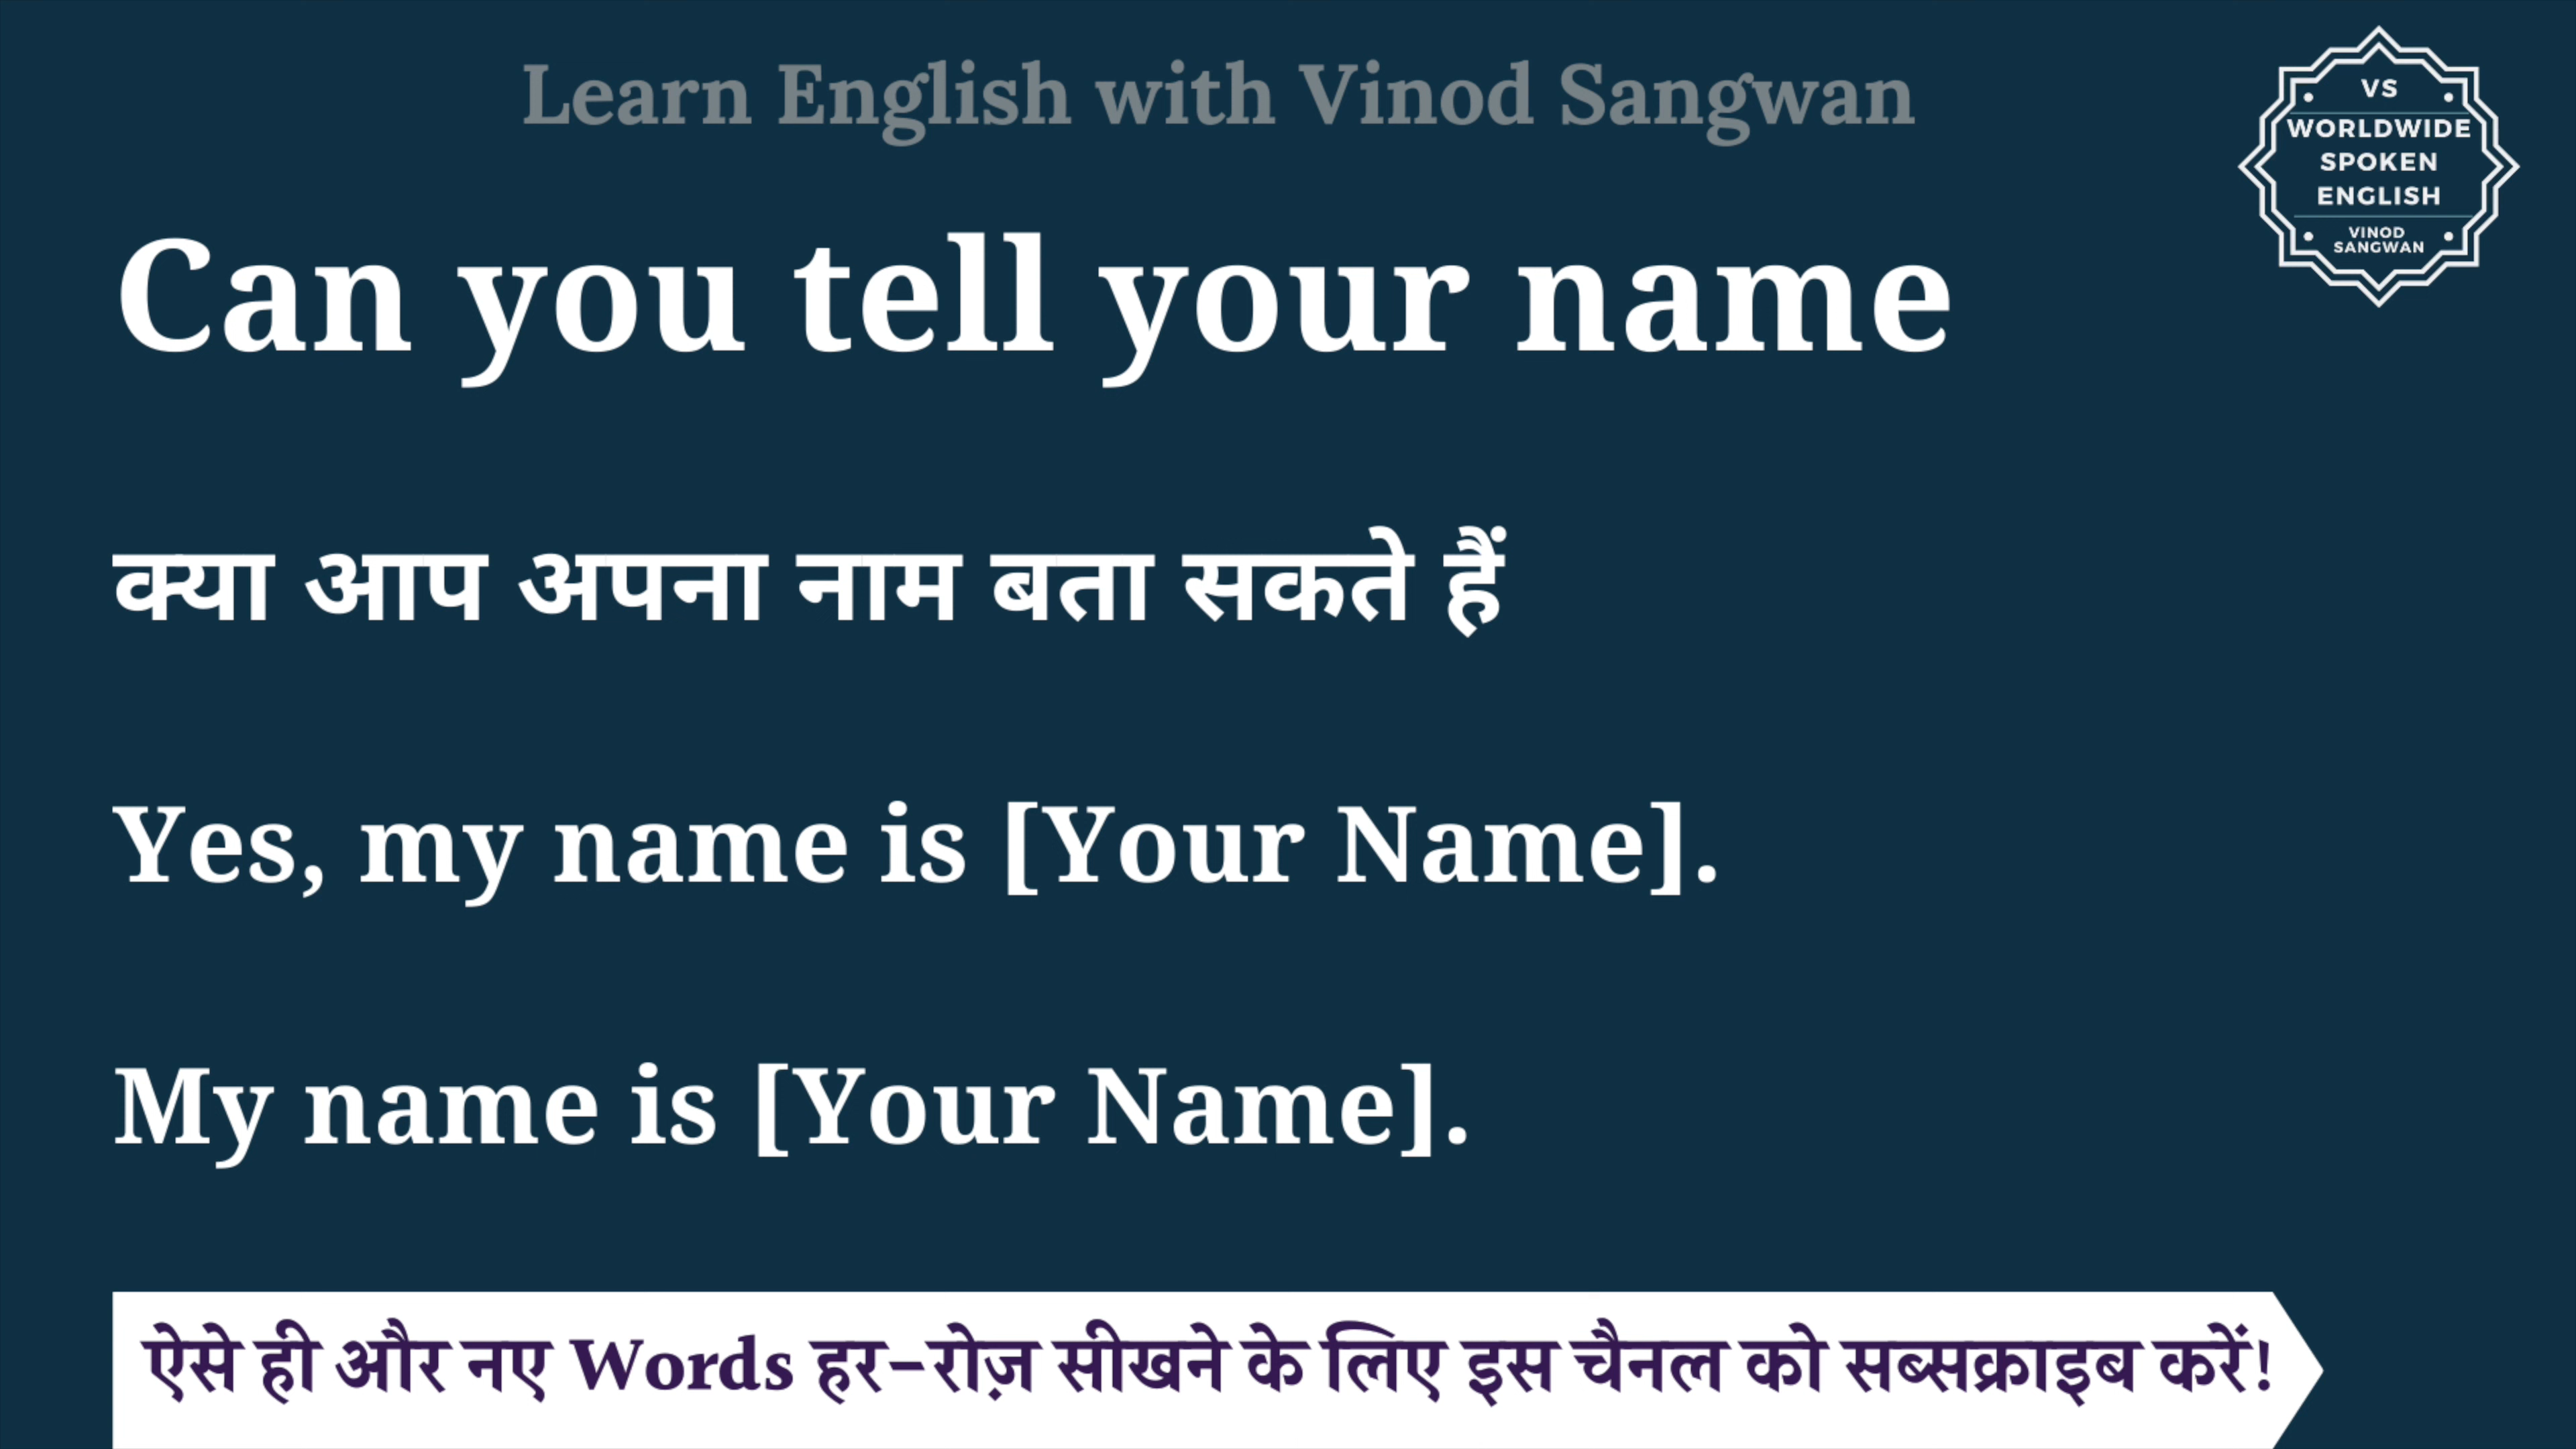 Learn English with Vinod Sangwan
VS
WORLDWIDE
SPOKEN
ENGLISH
VINOD
SANGWAN
Can you tell your name
क्या आप अपना नाम बता सकते हैं
Yes, my name is [Your Name].
My name is [Your Name].
ऐसे ही और नए Words हर-रोज़ सीखने के लिए इस चैनल को सब्सक्राइब करें!